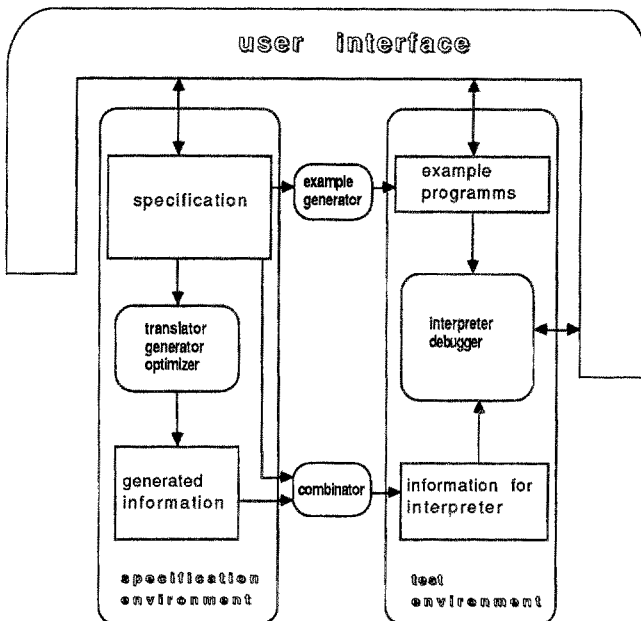 user interface
specification
example
generator
example
programms
translator
generator
optimizer
interpreter
debugger
generated
information
combinator
information for
interpreter
specification
environment
test
environment